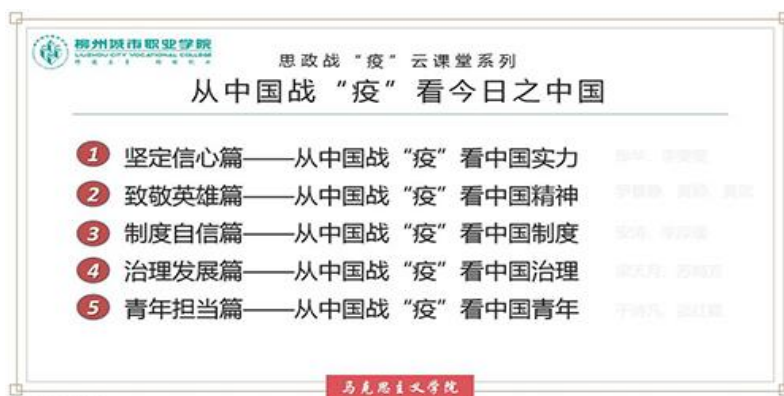 柳州城市职业学院
LIUZHOU CITY VOCATIONAL COLLEGE
思政战“疫”云课堂系列
从中国战“疫”看今日之中国
1 坚定信心篇——从中国战“疫”看中国实力
2 致敬英雄篇——从中国战“疫”看中国精神
3 制度自信篇——从中国战“疫”看中国制度
4 治理发展篇——从中国战“疫”看中国治理
5 青年担当篇——从中国战“疫”看中国青年
马克思主义学院